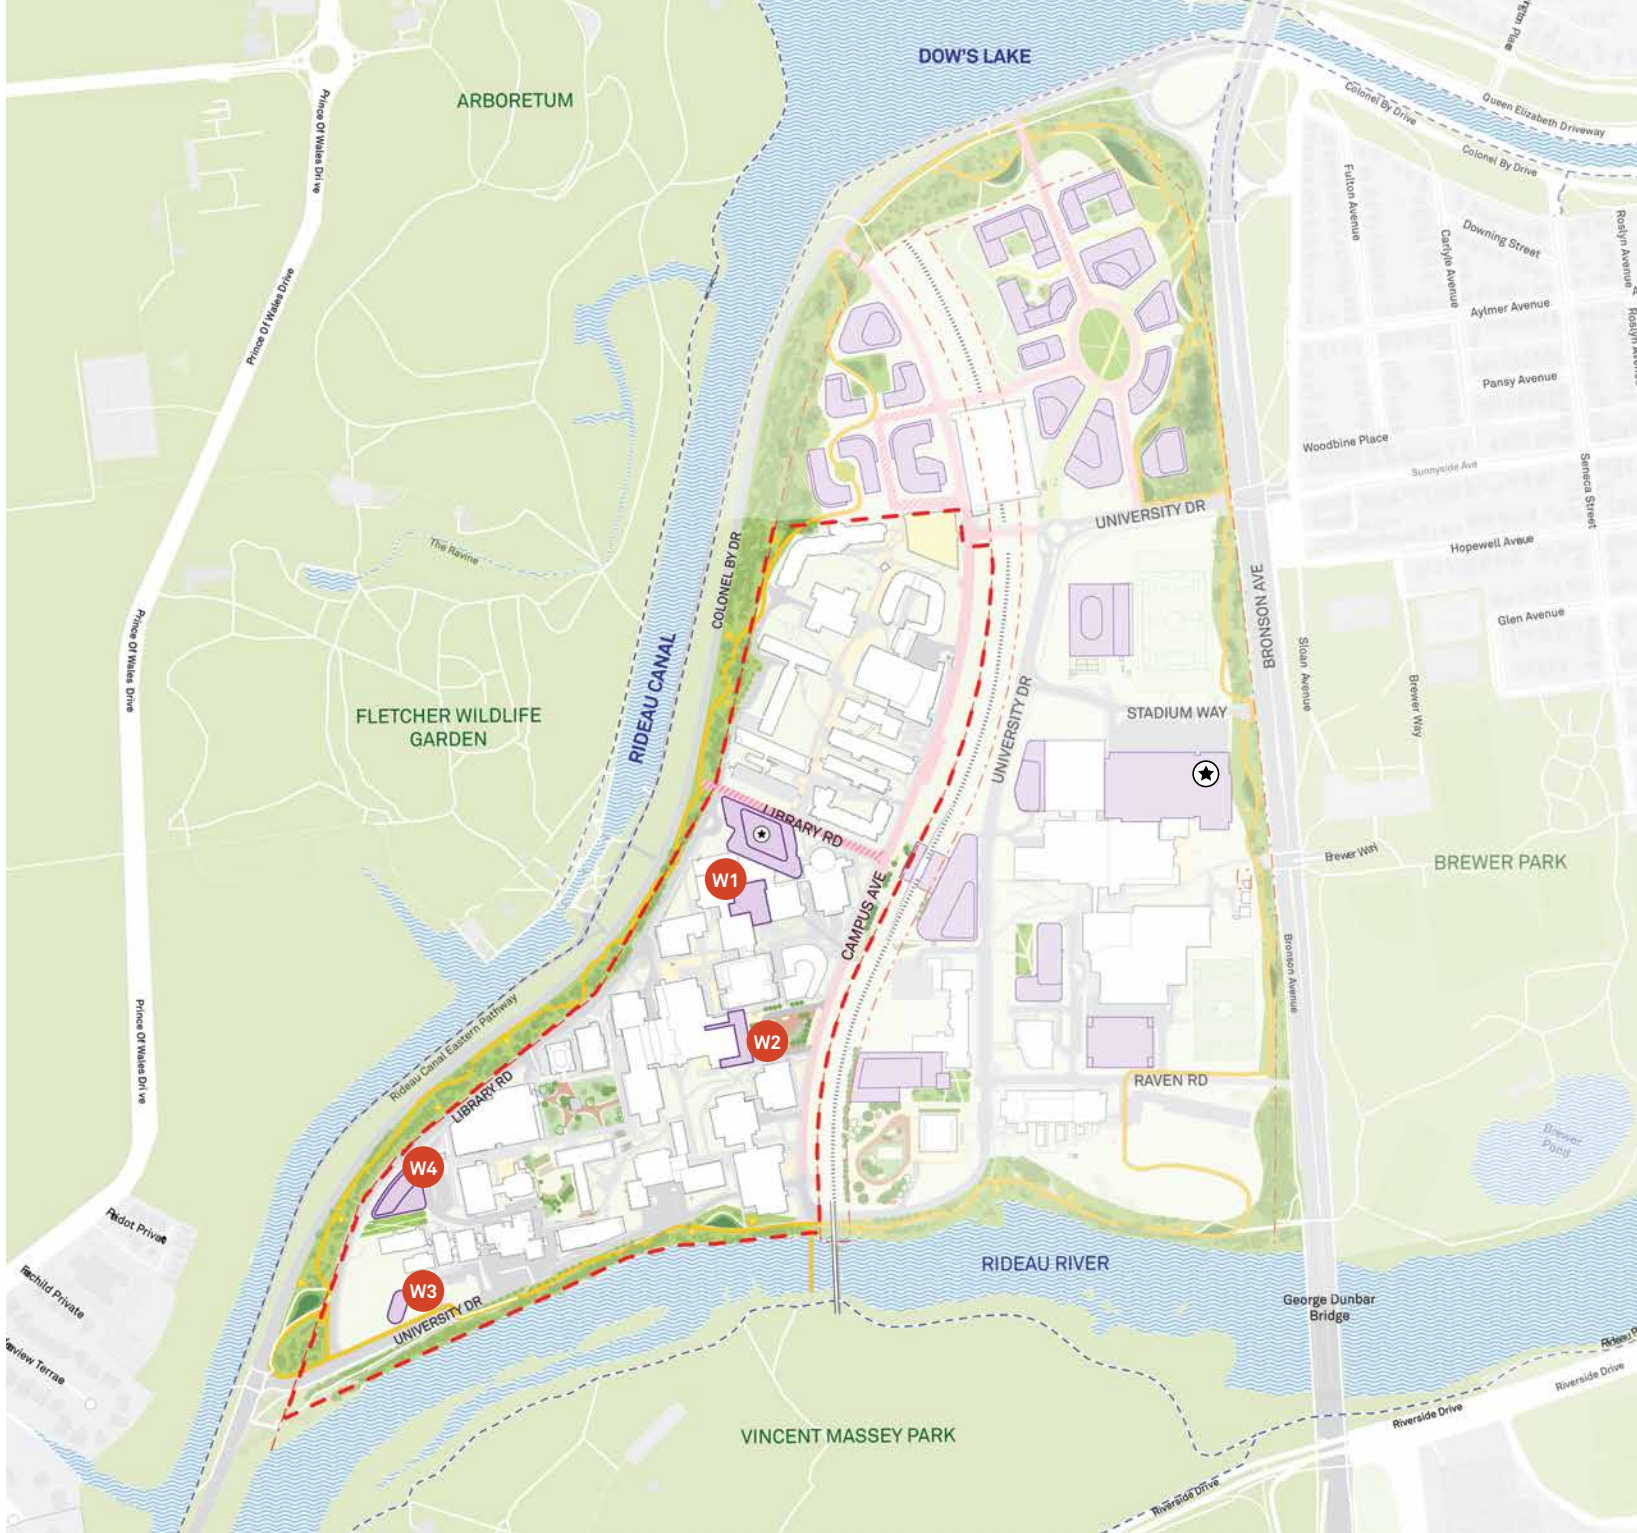 DOW'S LAKE
ARBORETUM
Prince Of Wales Drive
Colonel By Drive
Queen Elizabeth Driveway
Colonel By Drive
Fulton Avenue
Carlyle Avenue
Downing Street
Roslyn Avenue
Prince Of Wales Drive
Aylmer Avenue
Pansy Avenue
Woodbine Place
Sunnyside Ave
Seneca Street
UNIVERSITY DR
The Ravine
COLONEL BY DR
Hopewell Avenue
BRONSON AVE
Glen Avenue
Prince Of Wales Drive
Sloan Avenue
Brewer Way
RIDEAU CANAL
FLETCHER WILDLIFE
GARDEN
UNIVERSITY DR
STADIUM WAY
LIBRARY RD
Brewer Way
BREWER PARK
W1
CAMPUS AVE
Bronson Avenue
Rideau Canal Eastern Pathway
W2
Prince Of Wales Drive
LIBRARY RD
RAVEN RD
Brewer
Pond
W4
RIDEAU RIVER
W3
UNIVERSITY DR
George Dunbar
Bridge
Riverside Drive
Riverside Drive
VINCENT MASSEY PARK
Riverside Drive